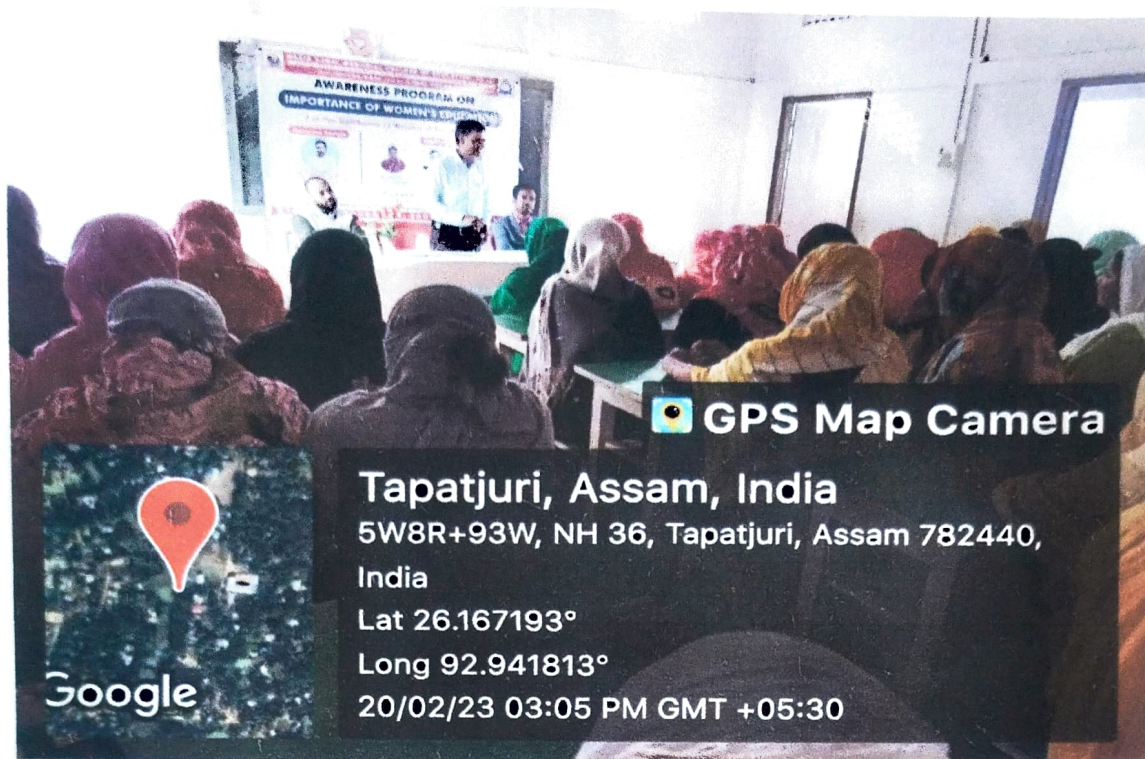 AWARENESS PROGRAM ON
IMPORTANCE OF WOMEN'S EDUCATION
GPS Map Camera
Tapatjuri, Assam, India
5W8R+93W, NH 36, Tapatjuri, Assam 782440,
India
Lat 26.167193°
Long 92.941813°
20/02/23 03:05 PM GMT +05:30
Google